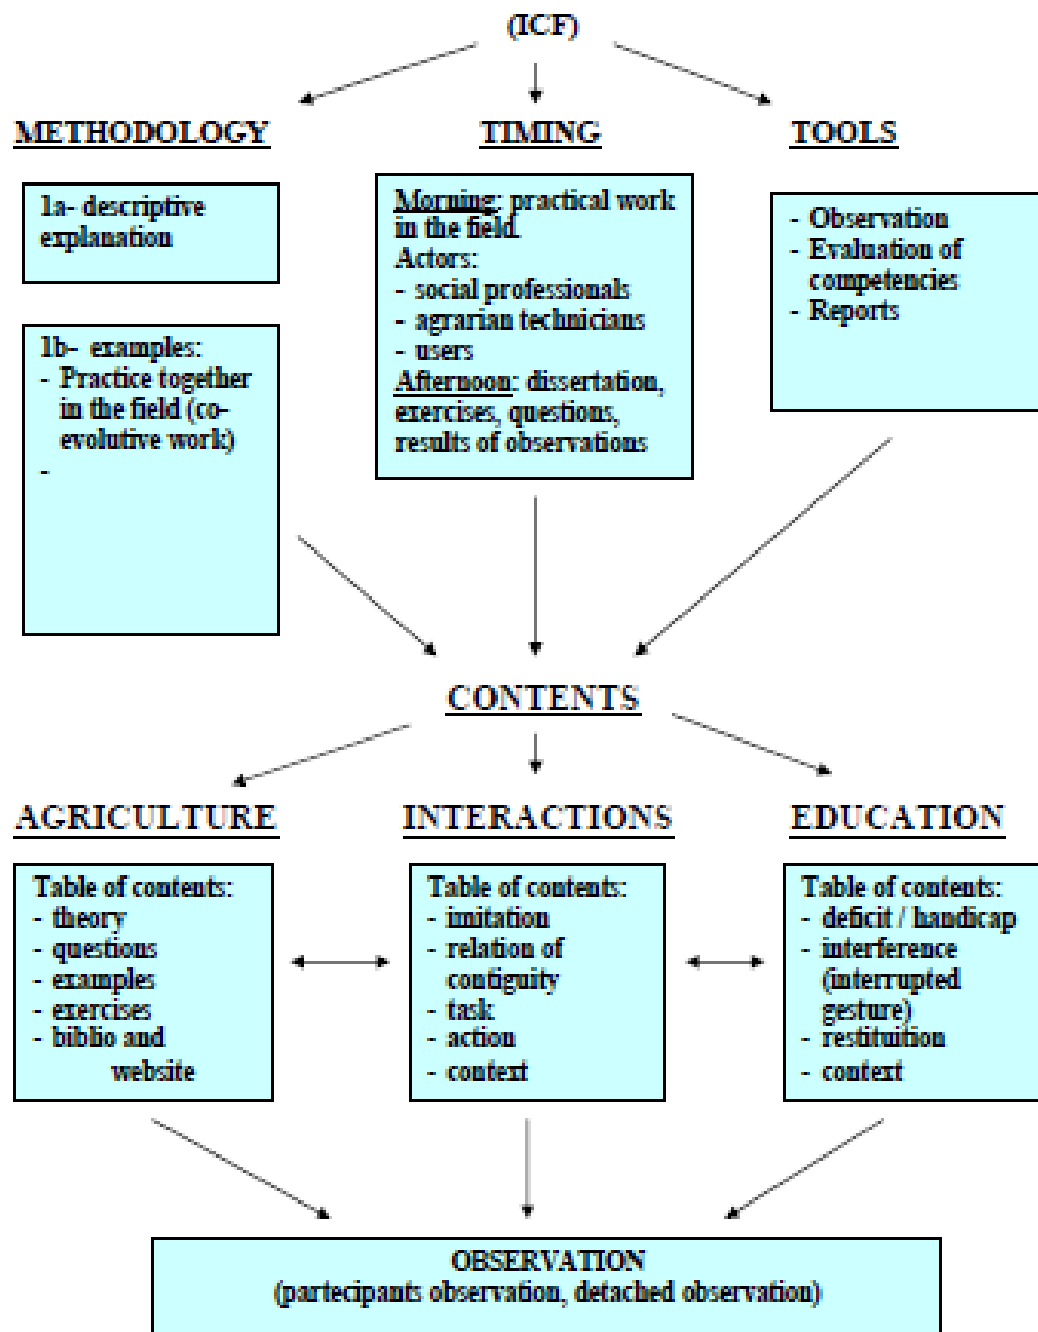 (ICF)
METHODOLOGY
TIMING
TOOLS
1a- descriptive
explanation
1b- examples:
- Practice together
in the field (co-
evolutive work)
-
Morning: practical work
in the field.
Actors:
- social professionals
- agrarian technicians
- users
Afternoon: dissertation,
exercises, questions,
results of observations
- Observation
- Evaluation of
competencies
- Reports
CONTENTS
AGRICULTURE
INTERACTIONS
EDUCATION
Table of contents:
- theory
- questions
- examples
- exercises
- biblio and
website
Table of contents:
- imitation
- relation of
contiguity
- task
- action
- context
Table of contents:
- deficit / handicap
- interference
(interrupted
gesture)
- restituition
- context
OBSERVATION
(partecipants observation, detached observation)